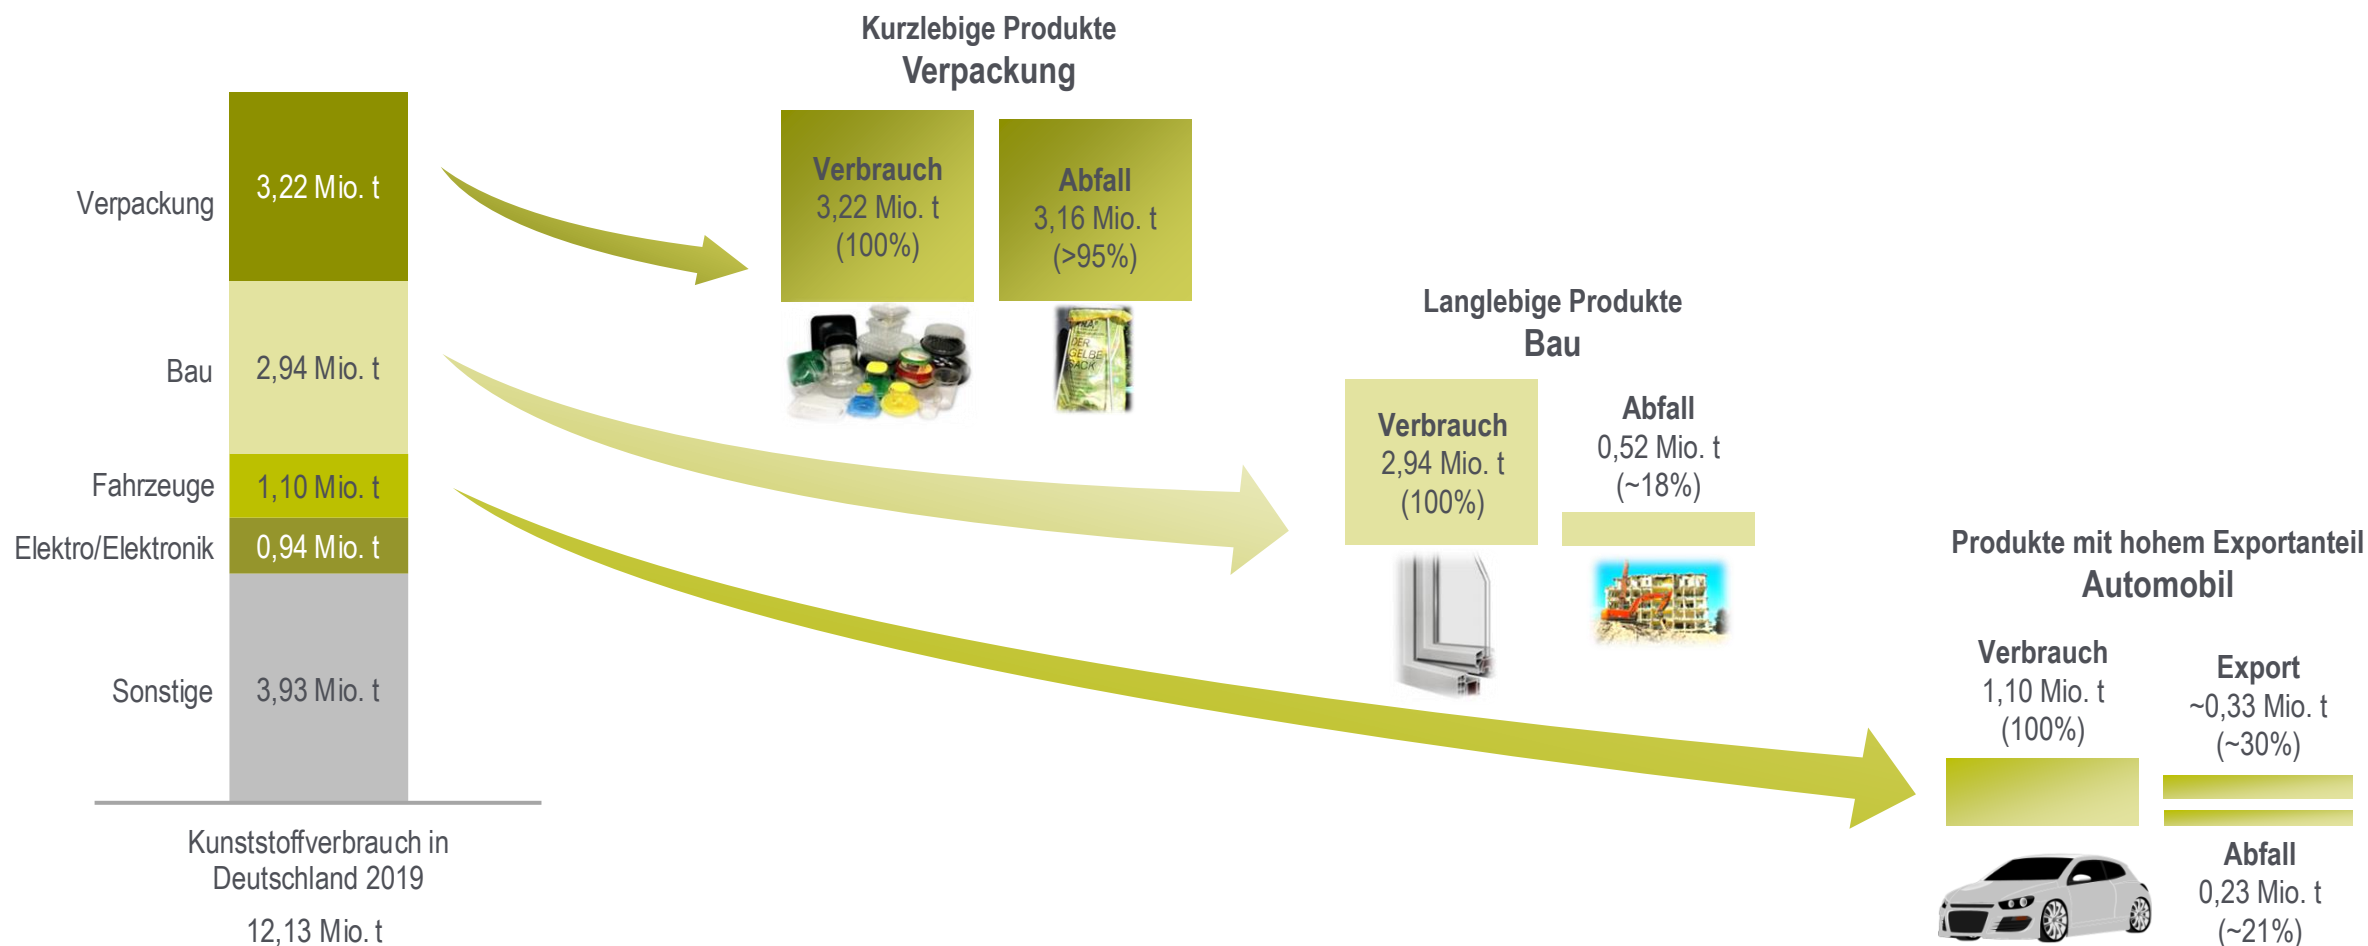 Kurzlebige Produkte
Verpackung
Verpackung
3,22 Mio. t
Bau
2,94 Mio. t
Fahrzeuge
1,10 Mio. t
Elektro/Elektronik
0,94 Mio. t
Sonstige
3,93 Mio. t
Kunststoffverbrauch in
Deutschland 2019
12,13 Mio. t
Verbrauch
3,22 Mio. t
(100%)
Abfall
3,16 Mio. t
(>95%)
DER
GELBE
SACK
Langlebige Produkte
Bau
Verbrauch
2,94 Mio. t
(100%)
Abfall
0,52 Mio. t
(~18%)
Produkte mit hohem Exportanteil
Automobil
Verbrauch
1,10 Mio. t
(100%)
Export
~0,33 Mio. t
(~30%)
Abfall
0,23 Mio. t
(~21%)